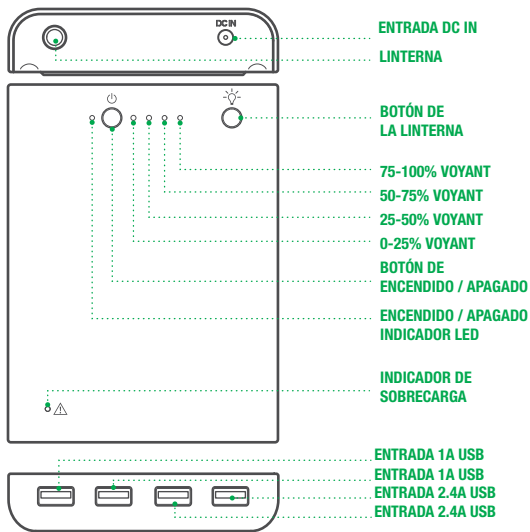 DC IN
ENTRADA DC IN
LINTERNA
BOTÓN DE
LA LINTERNA
75-100% VOYANT
50-75% VOYANT
25-50% VOYANT
0-25% VOYANT
BOTÓN DE
ENCENDIDO / APAGADO
ENCENDIDO / APAGADO
INDICADOR LED
INDICADOR DE
SOBRECARGA
ENTRADA 1A USB
ENTRADA 1A USB
ENTRADA 2.4A USB
ENTRADA 2.4A USB